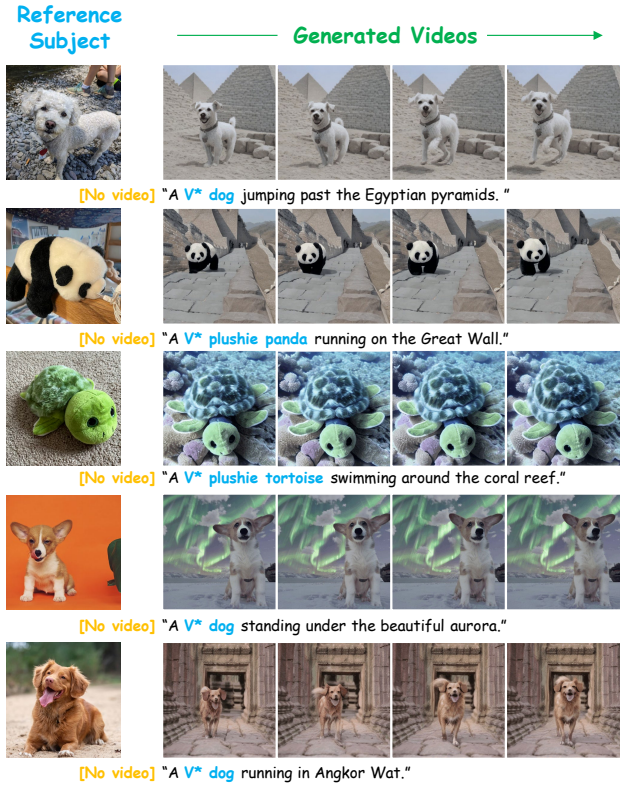 Reference
Subject
Generated Videos
[No video] “A V* dog jumping past the Egyptian pyramids. ”
[No video] “A V* plushie panda running on the Great Wall.”
[No video] “A V* plushie tortoise swimming around the coral reef.”
[No video] “A V* dog standing under the beautiful aurora.”
[No video] “A V* dog running in Angkor Wat.”